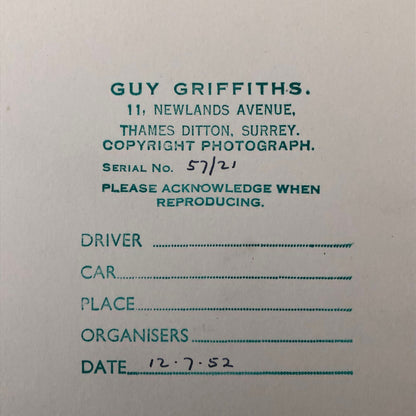 GUY GRIFFITHS.
11, NEWLANDS AVENUE,
THAMES DITTON, SURREY.
COPYRIGHT PHOTOGRAPH.
SERIAL NO. 57/21
PLEASE ACKNOWLEDGE WHEN
REPRODUCING.
DRIVER
CAR
PLACE
ORGANISERS
DATE 12.7.52